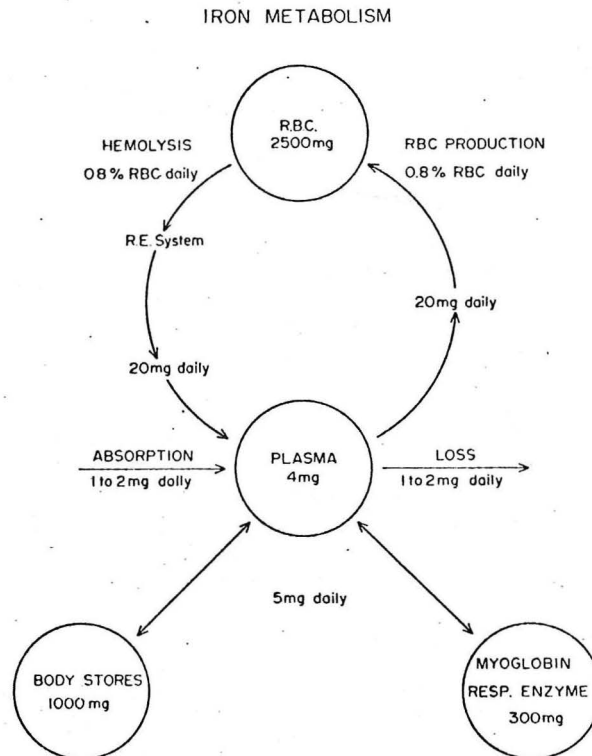 IRON METABOLISM
R.B.C.
2500mg
HEMOLYSIS
08% RBC daily
RBC PRODUCTION
0.8% RBC daily
R.E. System
20mg daily
20mg daily
ABSORPTION
1 to 2mg daily
PLASMA
4mg
LOSS
1 to 2mg daily
5mg daily
BODY STORES
1000mg
MYOGLOBIN
RESP. ENZYME
300mg